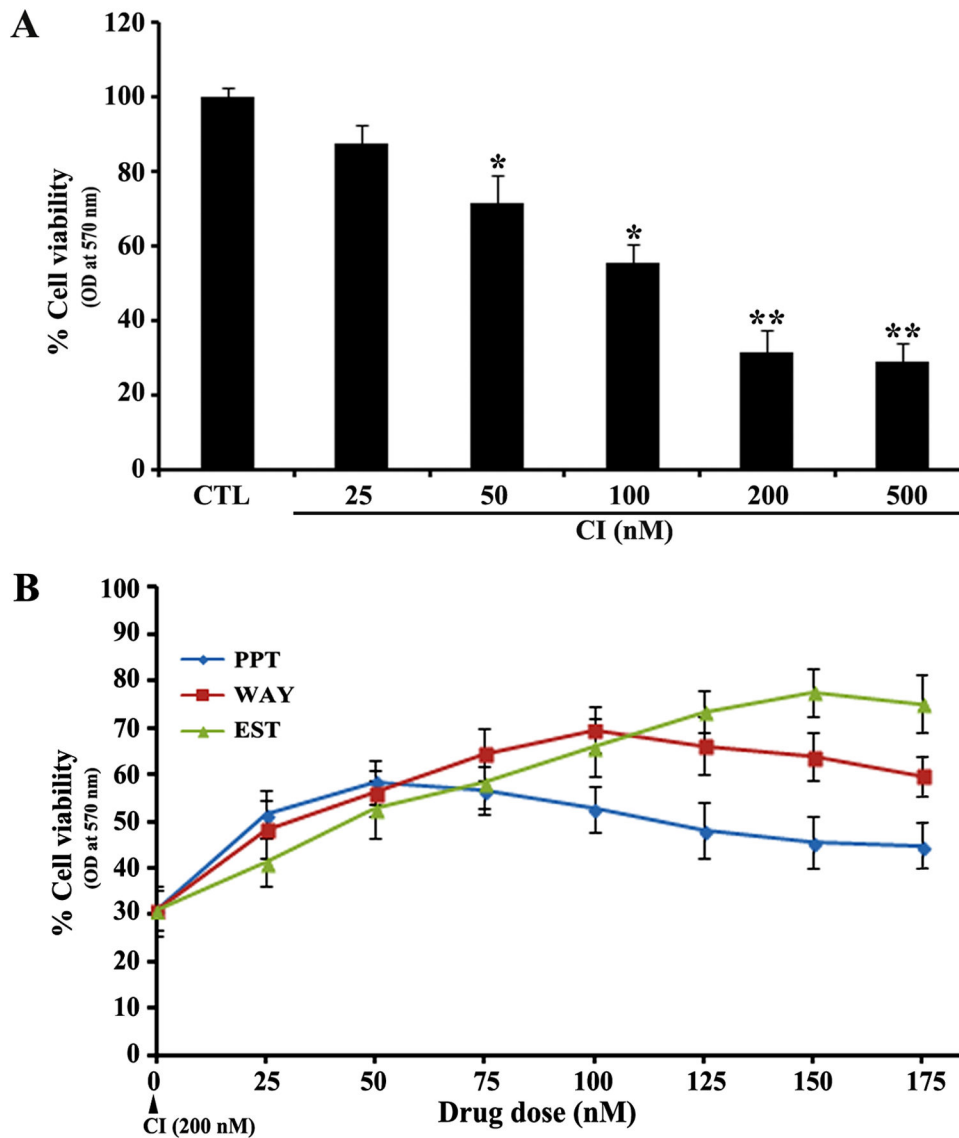 A
% Cell viability
(OD at 570 nm)
120
100
80
60
40
20
0
*
*
**
**
CTL 25 50 100 200 500
CI (nM)
B
% Cell viability
(OD at 570 nm)
100
90
80
70
60
50
40
30
20
10
0
PPT
WAY
EST
0 25 50 75 100 125 150 175
CI (200 nM)
Drug dose (nM)